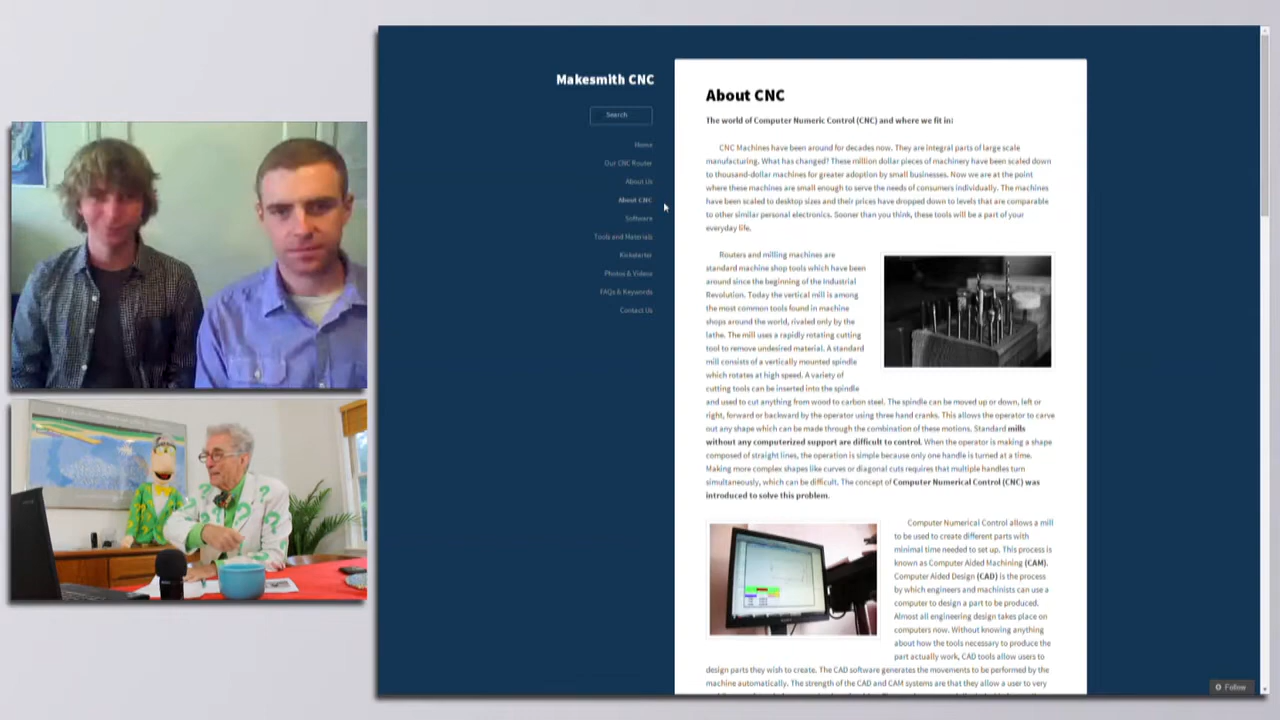 Makesmith CNC
Search
Home
Our CNC Router
About Us
About CNC
Software
Tools and Materials
Kickstarter
Photos & Videos
FAQs & Keywords
Contact Us
About CNC
The world of Computer Numeric Control (CNC) and where we fit in:
CNC Machines have been around for decades now. They are integral parts of large scale
manufacturing. What has changed? These million dollar pieces of machinery have been scaled down
to thousand-dollar machines for greater adoption by small businesses. Now we are at the point
where these machines are small enough to serve the needs of consumers individually. The machines
have been scaled to desktop sizes and their prices have dropped down to levels that are comparable
to other similar personal electronics. Sooner than you think, these tools will be a part of your
everyday life.
Routers and milling machines are
standard machine shop tools which have been
around since the beginning of the Industrial
Revolution. Today the vertical mill is among
the most common tools found in machine
shops around the world, rivaled only by the
lathe. The mill uses a rapidly rotating cutting
tool to remove undesired material. A standard
mill consists of a vertically mounted spindle
which rotates at high speed. A variety of
cutting tools can be inserted into the spindle
and used to cut anything from wood to carbon steel. The spindle can be moved up or down, left or
right, forward or backward by the operator using three hand cranks. This allows the operator to carve
out any shape which can be made through the combination of these motions. Standard mills
without any computerized support are difficult to control. When the operator is making a shape
composed of straight lines, the operation is simple because only one handle is turned at a time.
Making more complex shapes like curves or diagonal cuts requires that multiple handles turn
simultaneously, which can be difficult. The concept of Computer Numerical Control (CNC) was
introduced to solve this problem.
Computer Numerical Control allows a mill
to be used to create different parts with
minimal time needed to set up. This process is
known as Computer Aided Machining (CAM).
Computer Aided Design (CAD) is the process
by which engineers and machinists can use a
computer to design a part to be produced.
Almost all engineering design takes place on
computers now. Without knowing anything
about how the tools necessary to produce the
part actually work, CAD tools allow users to
design parts they wish to create. The CAD software generates the movements to be performed by the
machine automatically. The strength of the CAD and CAM systems are that they allow a user to very
Follow